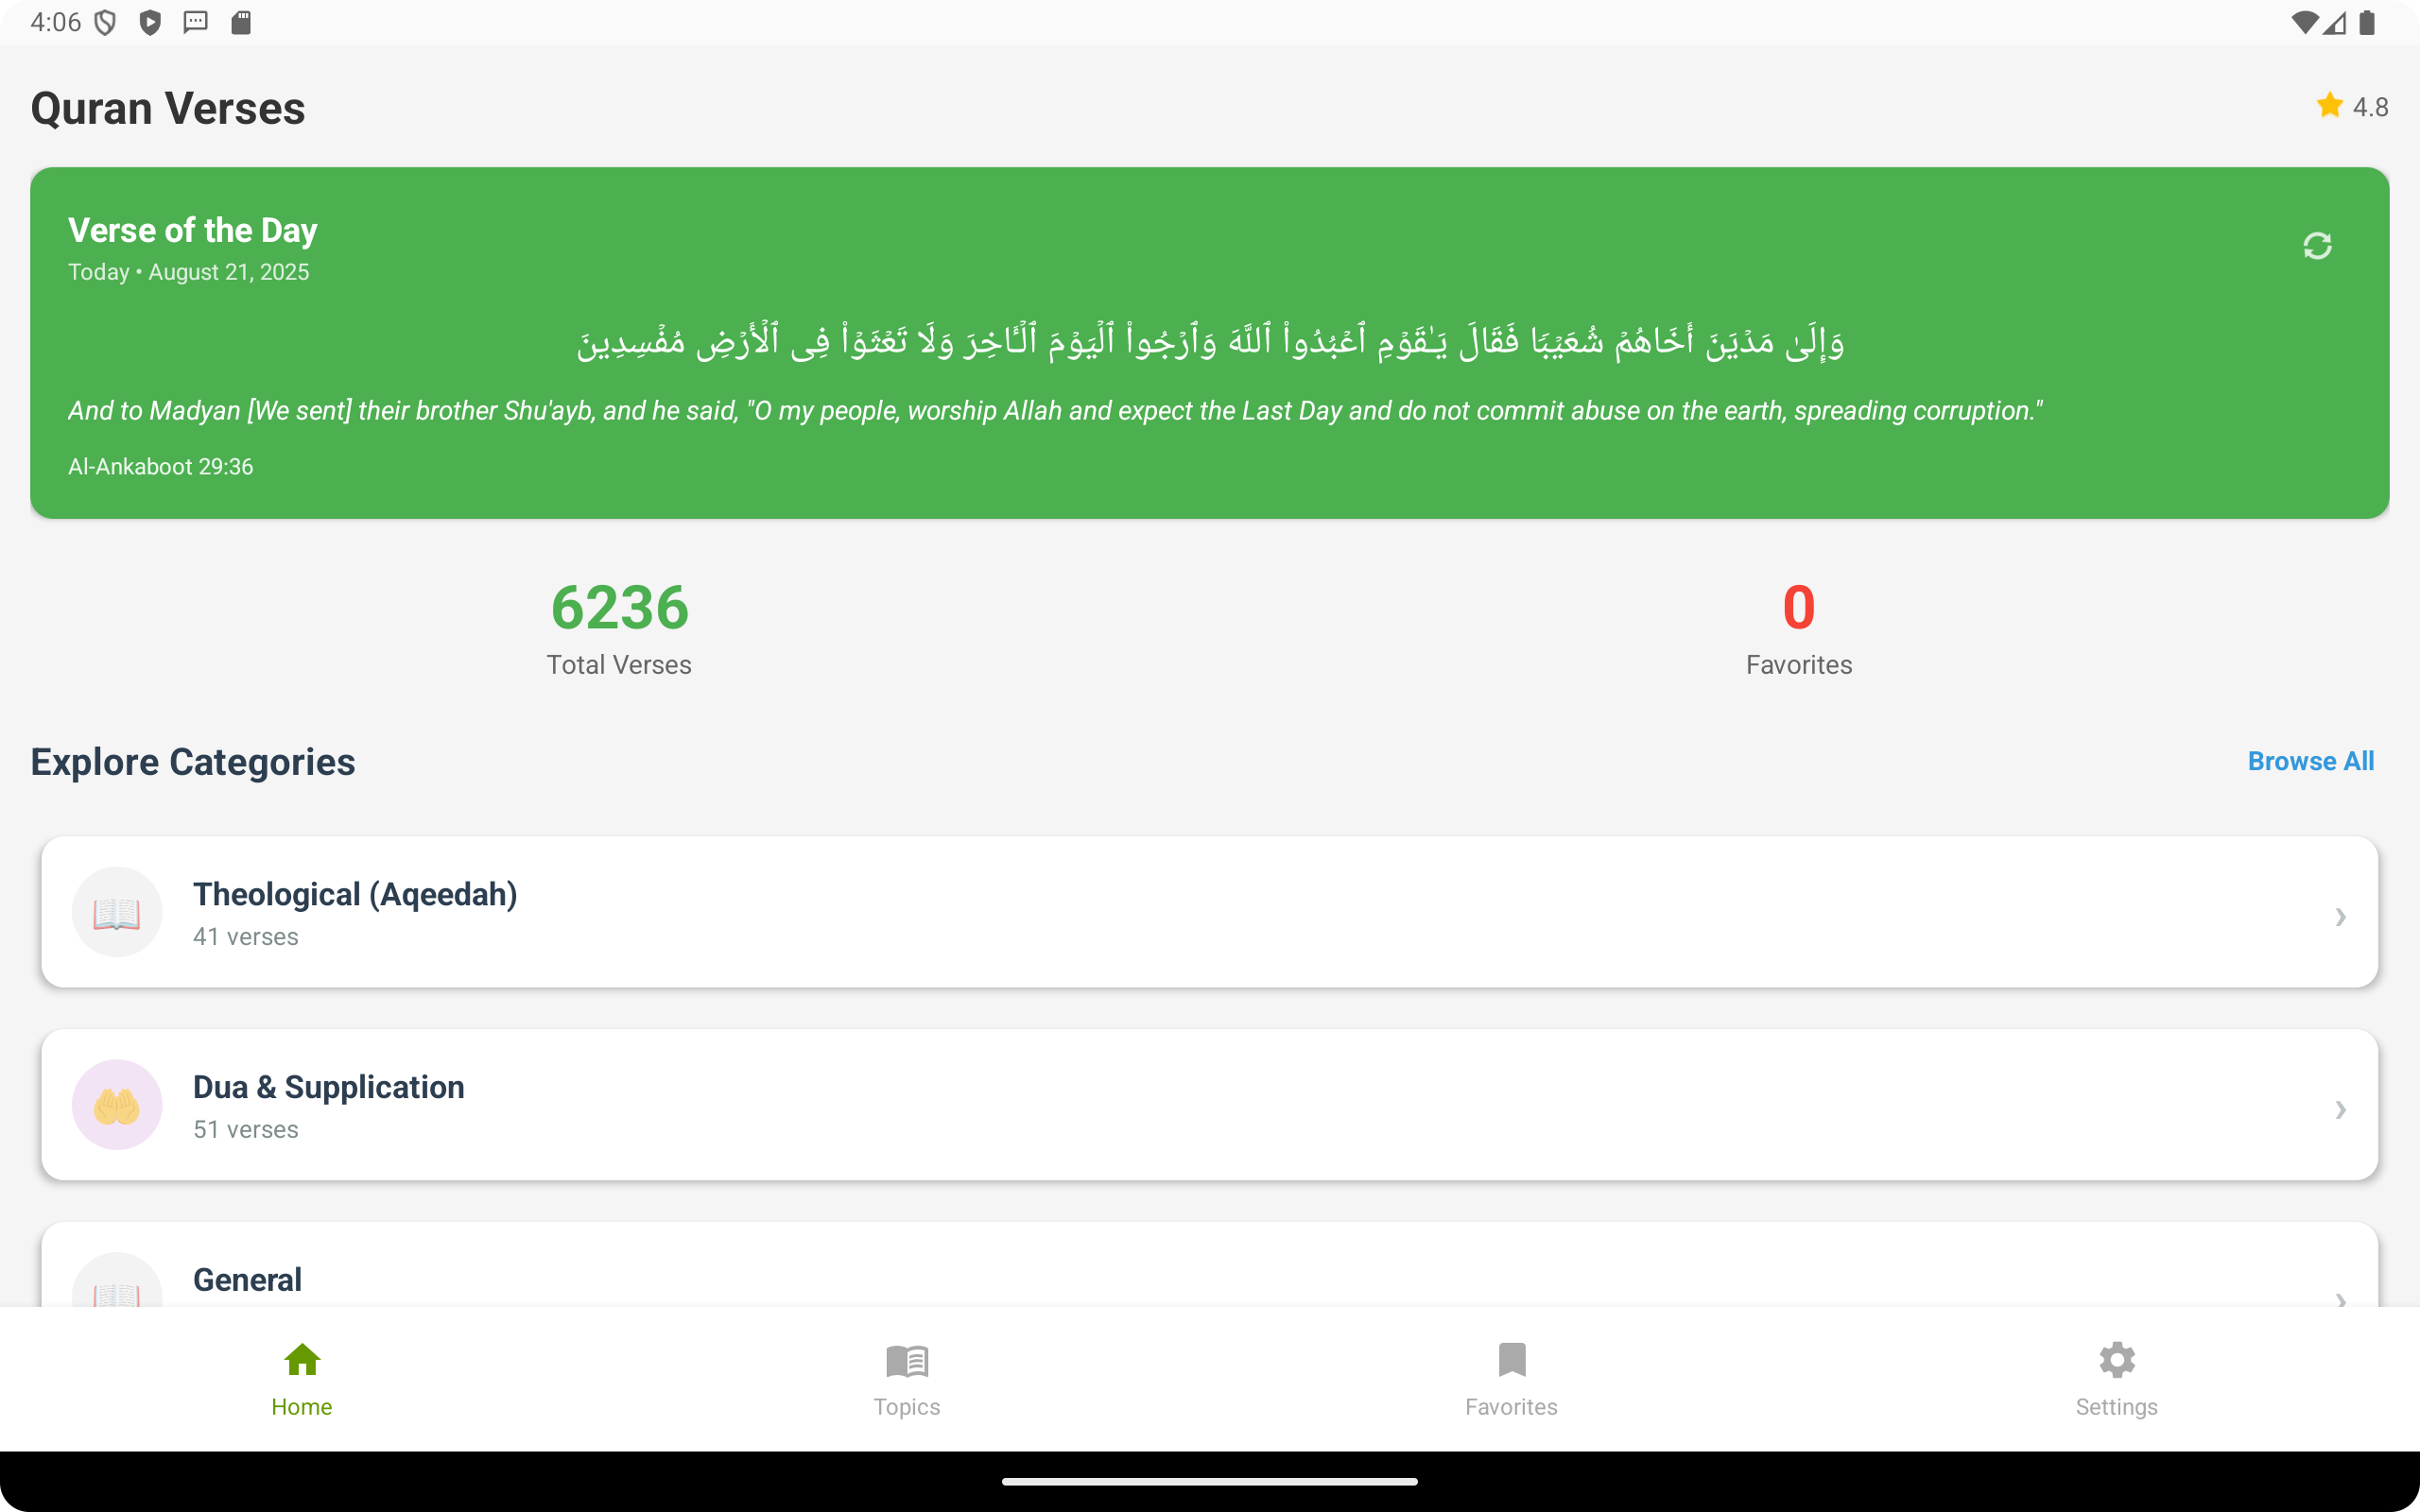 4:06
Quran Verses
4.8
Verse of the Day
Today • August 21, 2025
وَإِلَىٰ مَدۡيَنَ أَخَاهُمۡ شُعَيۡبٗا فَقَالَ يَـٰقَوۡمِ ٱعۡبُدُوا۟ ٱللَّهَ وَٱرۡجُوا۟ ٱلۡيَوۡمَ ٱلۡـَٔاخِرَ وَلَا تَعۡثَوۡا۟ فِی ٱلۡأَرۡضِ مُفۡسِدِینَ
And to Madyan [We sent] their brother Shu'ayb, and he said, "O my people, worship Allah and expect the Last Day and do not commit abuse on the earth, spreading corruption."
Al-Ankaboot 29:36
6236
Total Verses
0
Favorites
Explore Categories
Browse All
Theological (Aqeedah)
41 verses
Dua & Supplication
51 verses
General
Home
Topics
Favorites
Settings